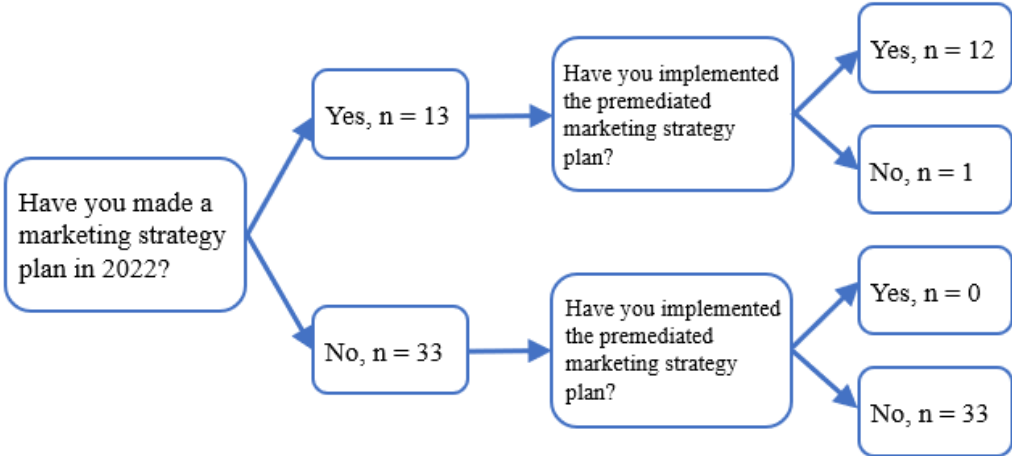 Have you made a
marketing strategy
plan in 2022?
Yes, n = 13
Have you implemented
the premediated
marketing strategy
plan?
Yes, n = 12
No, n = 1
No, n = 33
Have you implemented
the premediated
marketing strategy
plan?
Yes, n = 0
No, n = 33